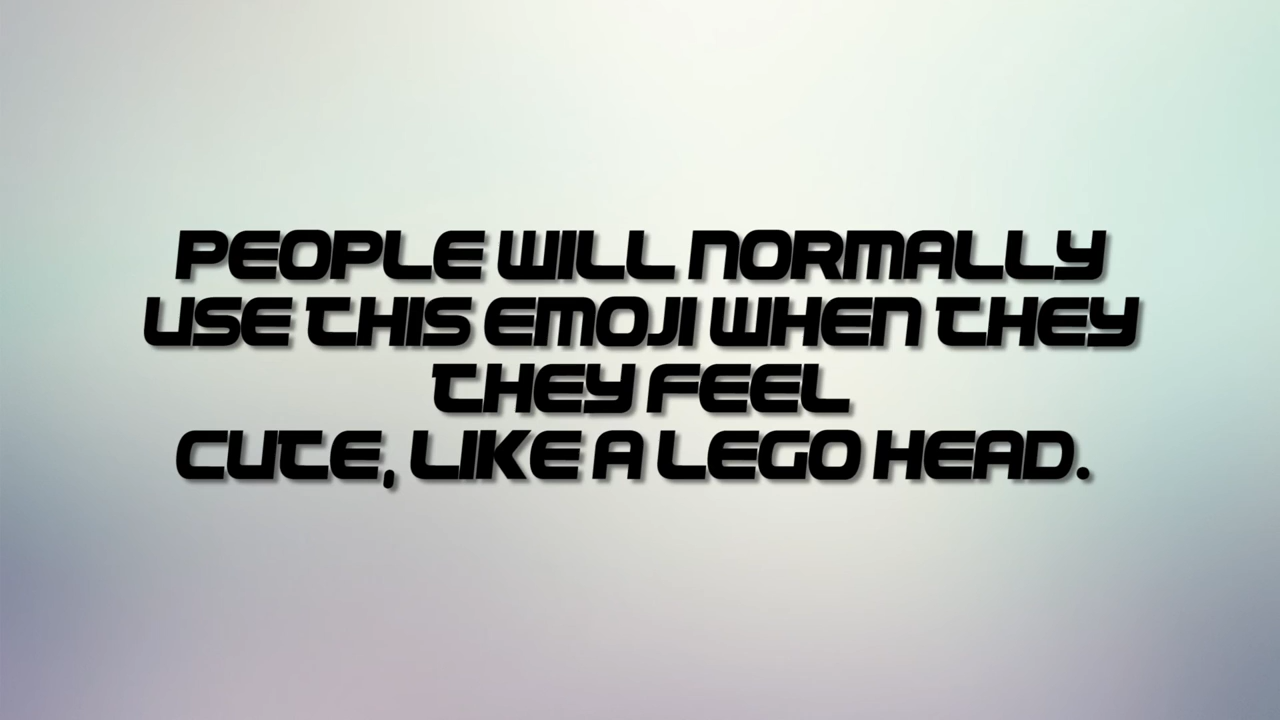 PEOPLE WILL NORMALLY
USE THIS EMOJI WHEN THEY
THEY FEEL
CUTE, LIKE A LEGO HEAD.